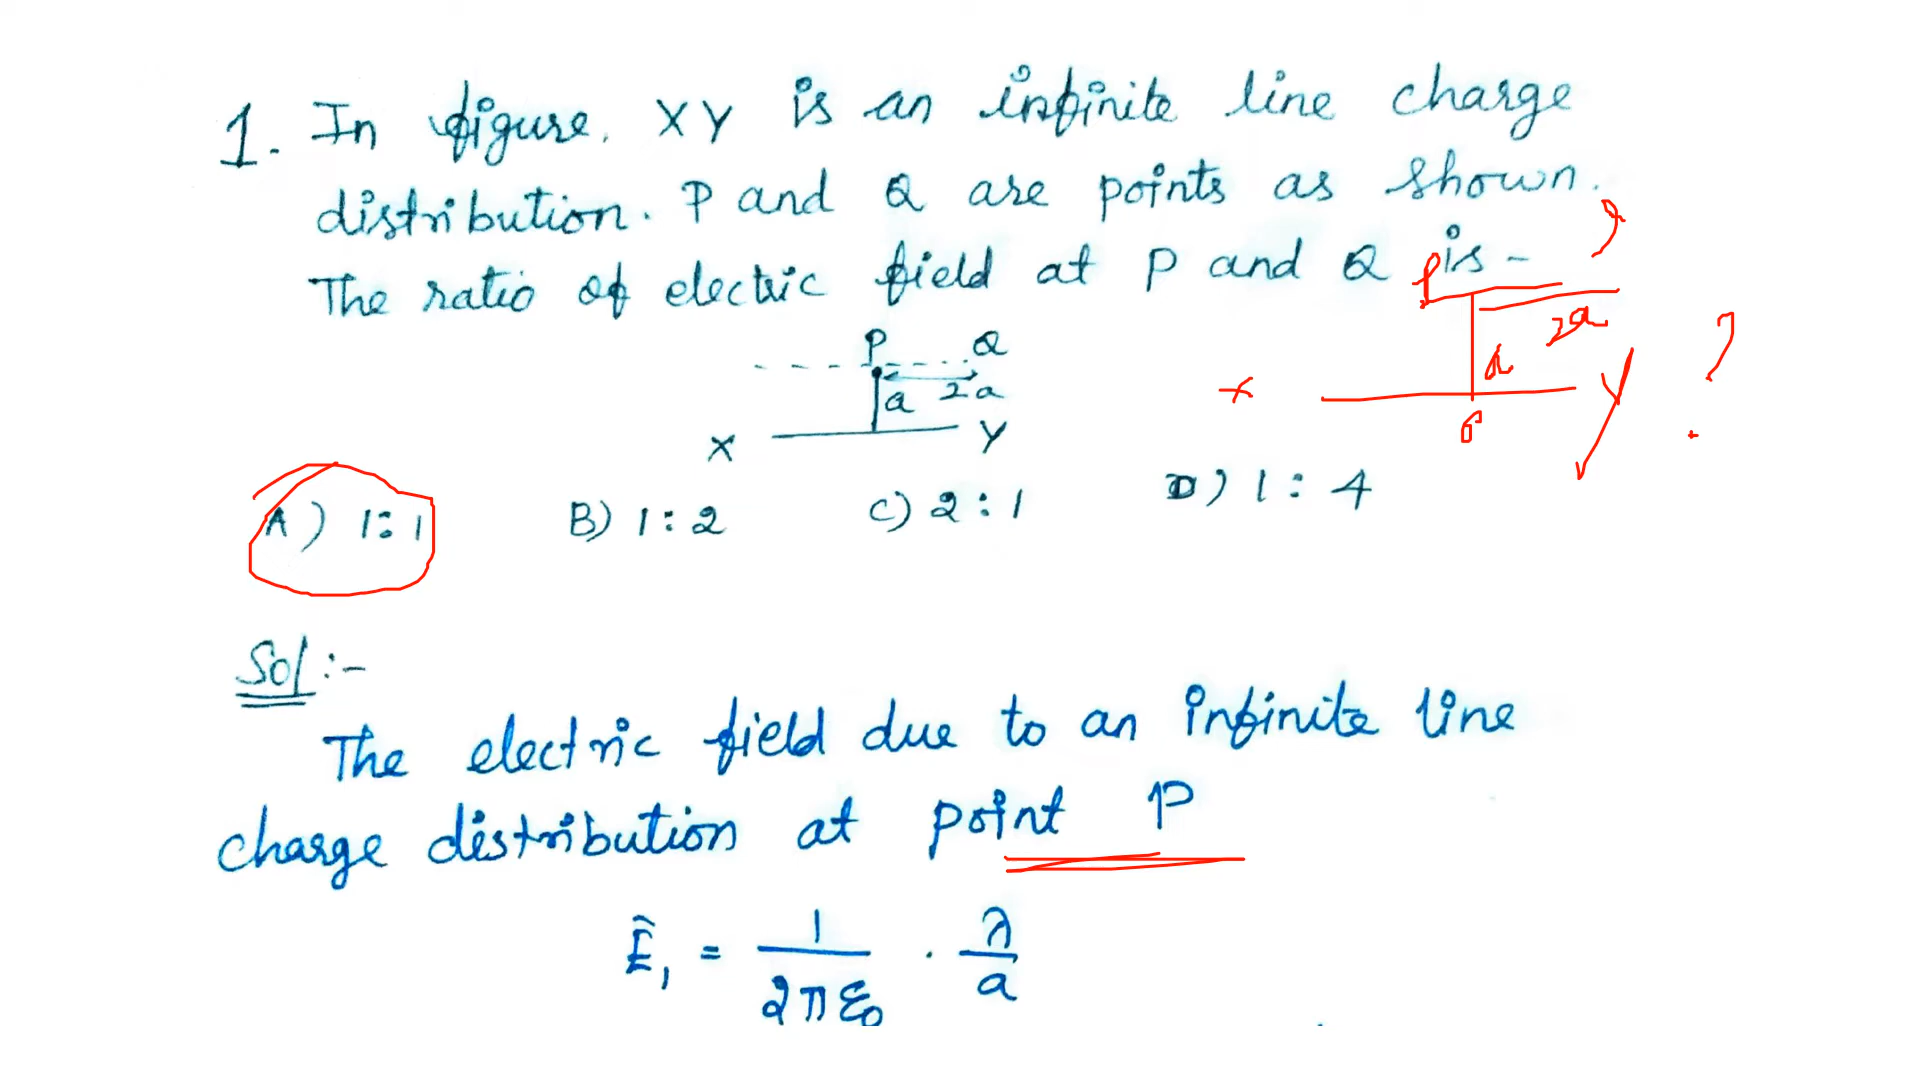 1. In figure, XY is an infinite line charge
distribution. P and Q are points as shown.
The ratio of electric field at P and Q is -
P Q
a 2a
X Y
P
2a
a
X Y
A) 1:1 B) 1:2 C) 2:1 D) 1:4
Sol:-
The electric field due to an infinite line
charge distribution at point P
E₁ = 1/2πε₀ · λ/a